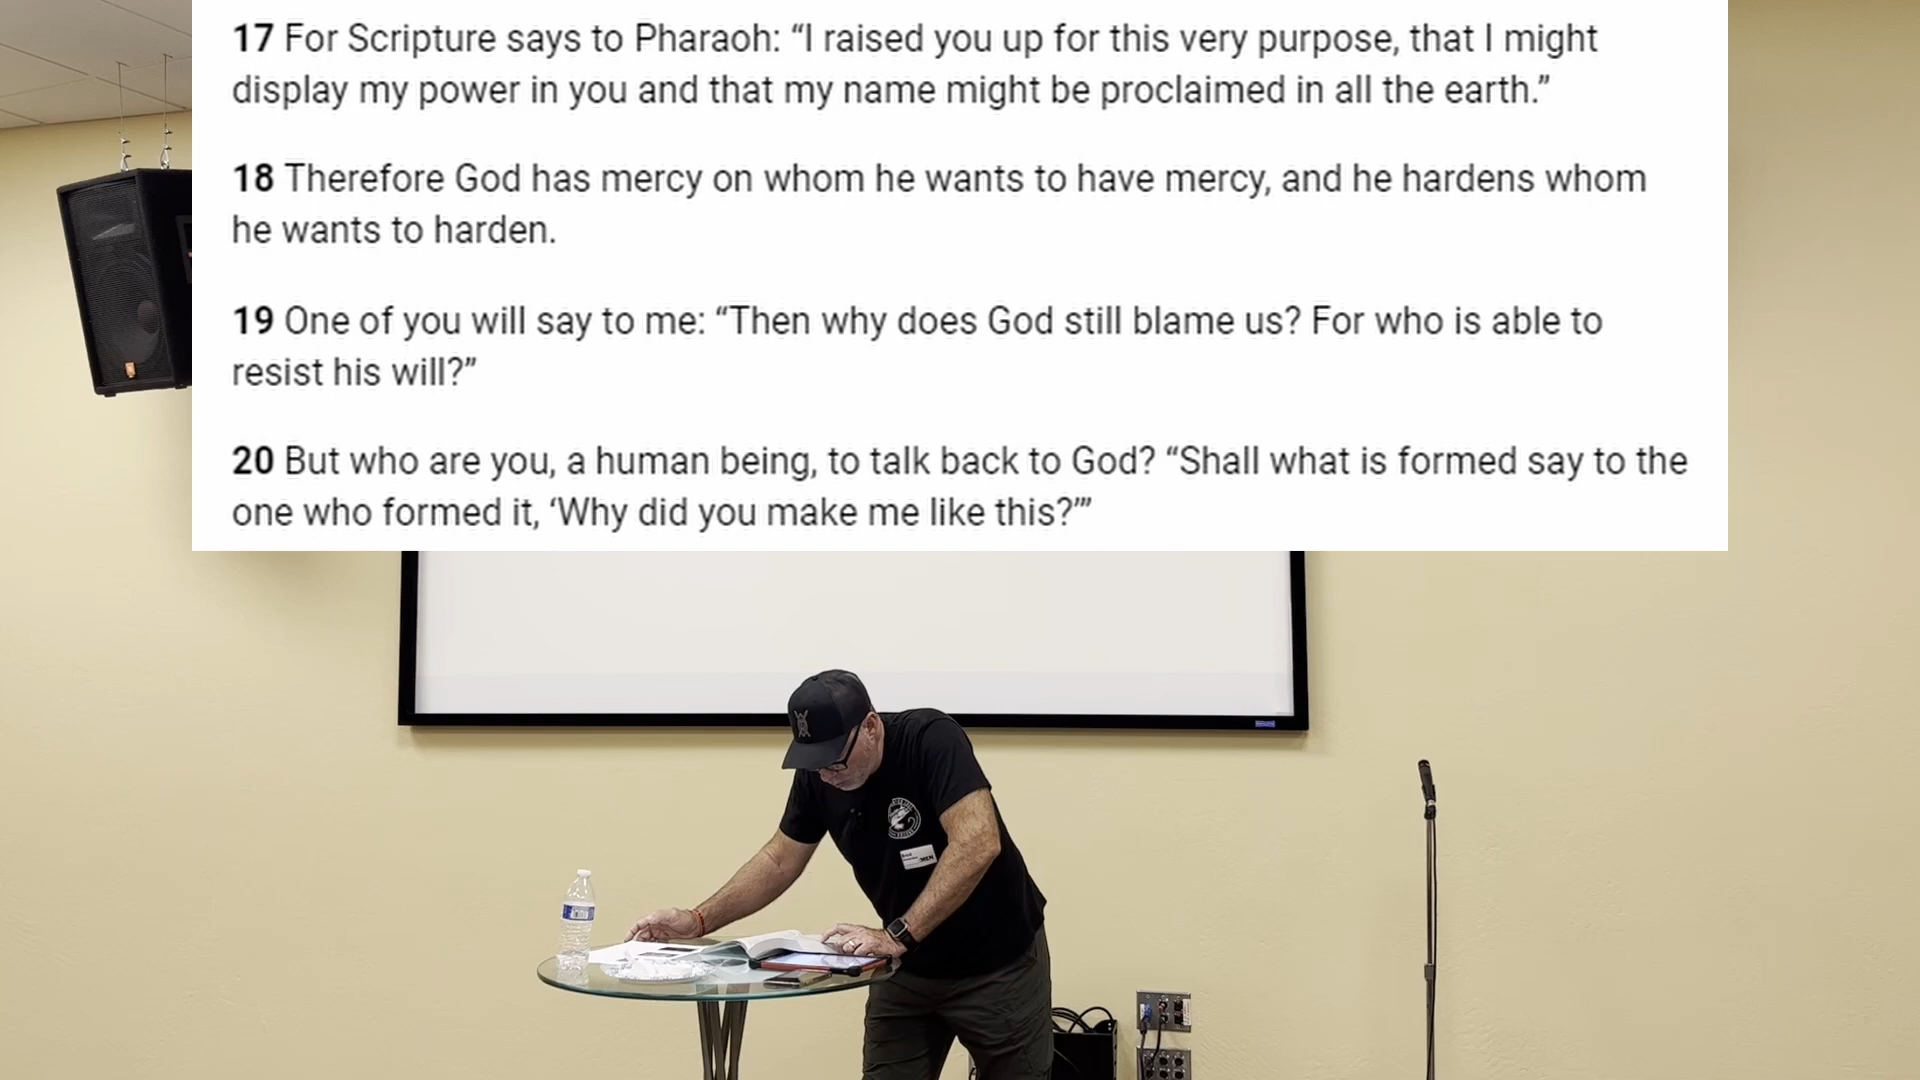 17 For Scripture says to Pharaoh: “I raised you up for this very purpose, that I might
display my power in you and that my name might be proclaimed in all the earth.”
18 Therefore God has mercy on whom he wants to have mercy, and he hardens whom
he wants to harden.
19 One of you will say to me: “Then why does God still blame us? For who is able to
resist his will?”
20 But who are you, a human being, to talk back to God? “Shall what is formed say to the
one who formed it, ‘Why did you make me like this?’”
MEN